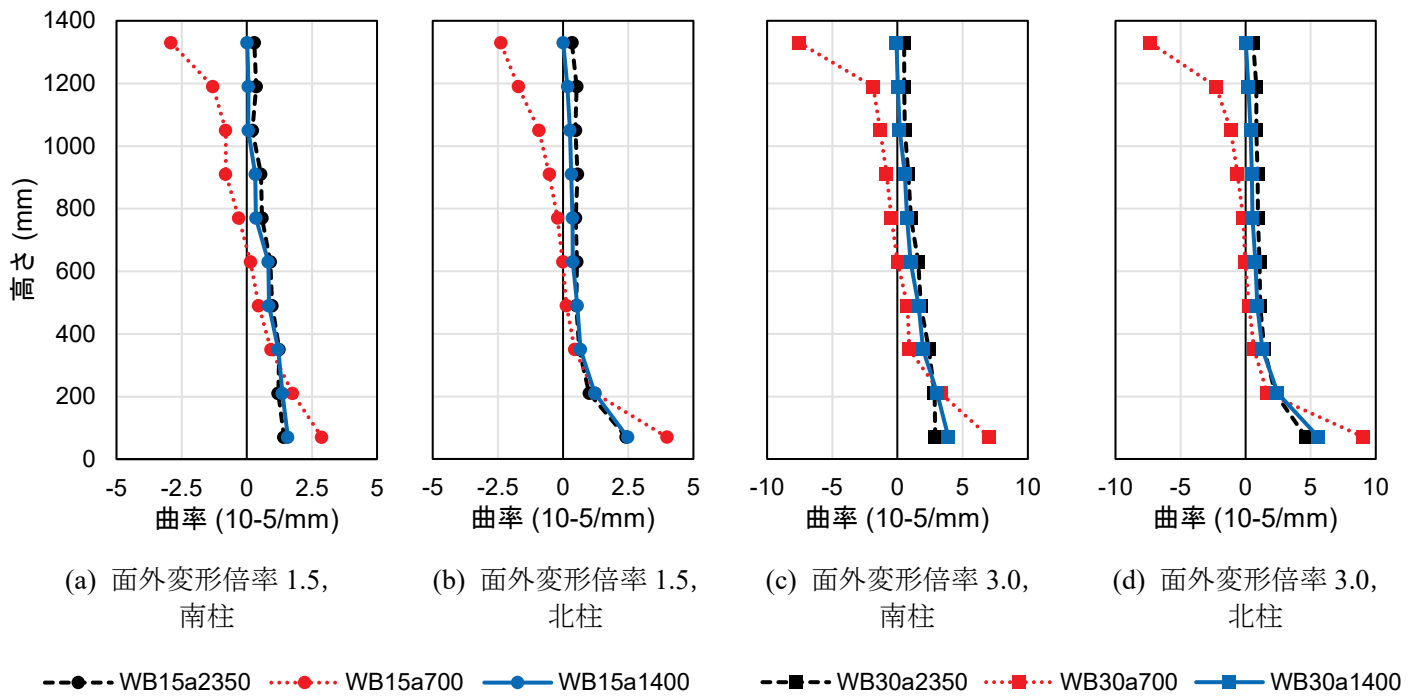 1400
1200
1000
800
600
400
200
0
高さ (mm)
-5 -2.5 0 2.5 5
曲率 (10-5/mm)
-5 -2.5 0 2.5 5
曲率 (10-5/mm)
-10 -5 0 5 10
曲率 (10-5/mm)
-10 -5 0 5 10
曲率 (10-5/mm)
(a) 面外変形倍率 1.5,
南柱
(b) 面外変形倍率 1.5,
北柱
(c) 面外変形倍率 3.0,
南柱
(d) 面外変形倍率 3.0,
北柱
WB15a2350 WB15a700 WB15a1400
WB30a2350 WB30a700 WB30a1400